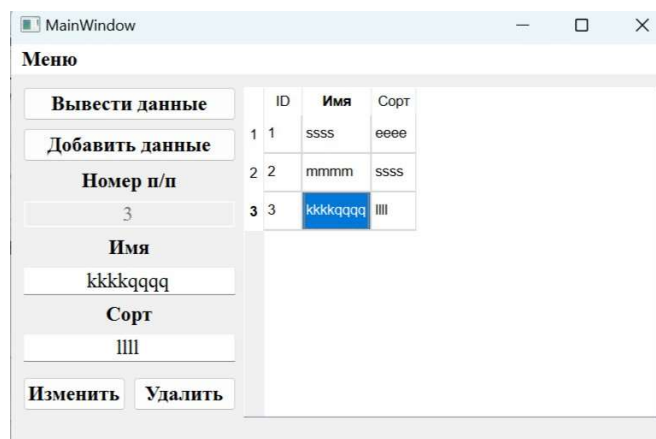 MainWindow
Меню
Вывести данные
Добавить данные
Номер п/п
3
Имя
kkkkqqqq
Сорт
llll
Изменить Удалить
ID Имя Сорт
1 1 ssss eeee
2 2 mmmm ssss
3 3 kkkkqqqq llll